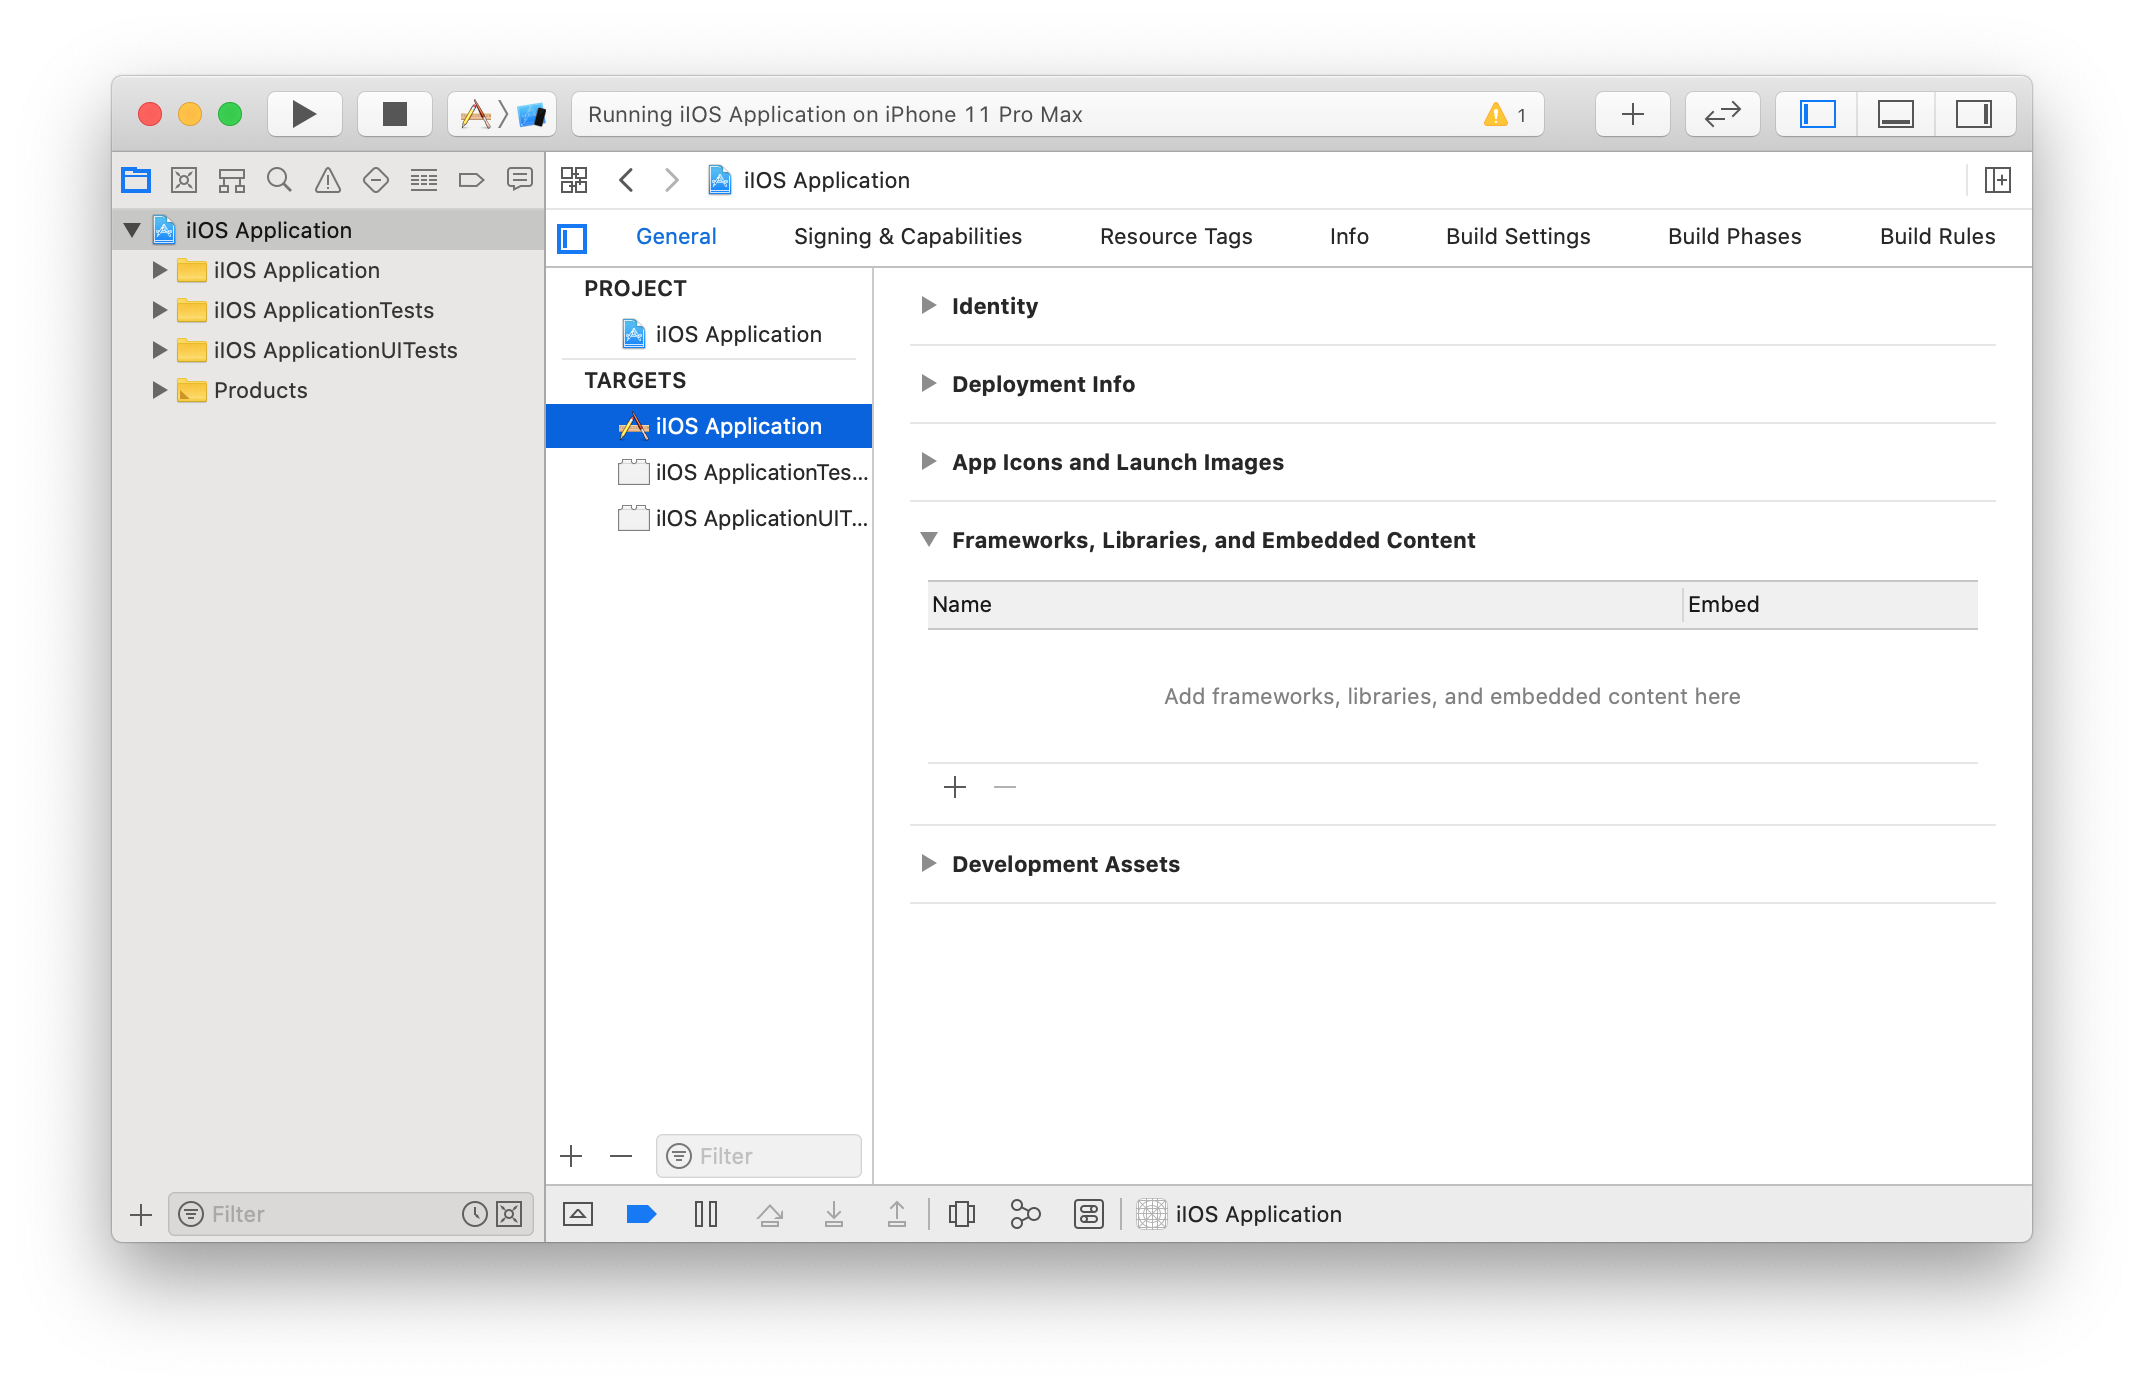 Running iIOS Application on iPhone 11 Pro Max
1
iIOS Application
iIOS Application
iIOS ApplicationTests
iIOS ApplicationUITests
Products
Filter
iIOS Application
General
Signing & Capabilities
Resource Tags
Info
Build Settings
Build Phases
Build Rules
PROJECT
iIOS Application
TARGETS
iIOS Application
iIOS ApplicationTes...
iIOS ApplicationUIT...
Filter
Identity
Deployment Info
App Icons and Launch Images
Frameworks, Libraries, and Embedded Content
Name
Embed
Add frameworks, libraries, and embedded content here
Development Assets
iIOS Application